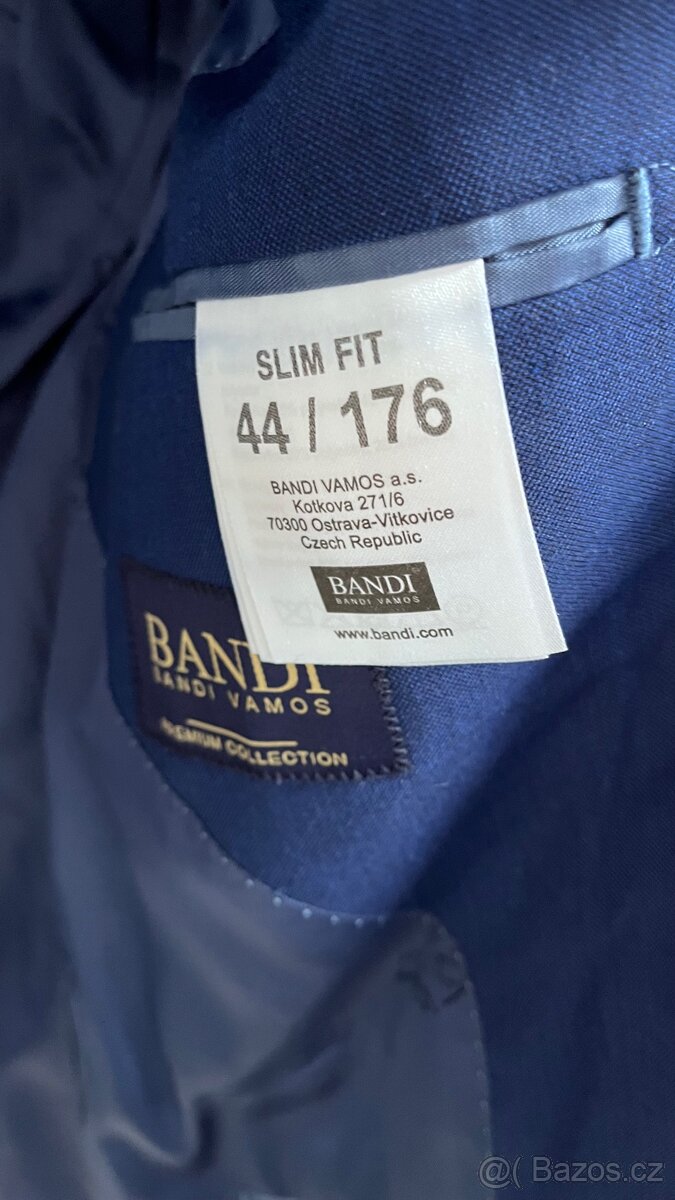 SLIM FIT
44 / 176
BANDI VAMOS a.s.
Kotkova 271/6
70300 Ostrava-Vitkovice
Czech Republic
BANDI
BANDI VAMOS
www.bandi.com
BANDI
BANDI VAMOS
PREMIUM COLLECTION
@( Bazos.cz